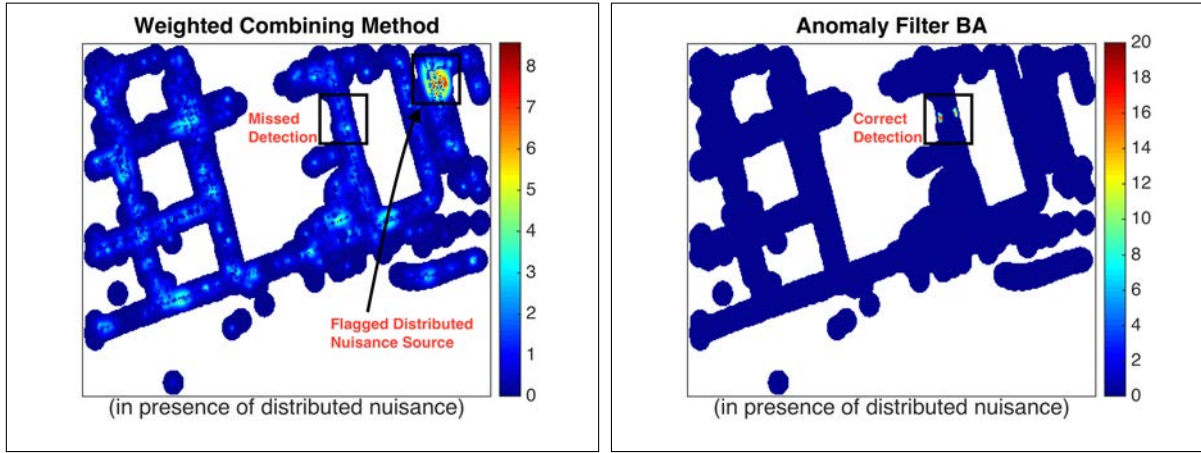 Weighted Combining Method
8
7
6
5
4
3
2
1
0
Missed
Detection
Flagged Distributed
Nuisance Source
(in presence of distributed nuisance)
Anomaly Filter BA
20
18
16
14
12
10
8
6
4
2
0
Correct
Detection
(in presence of distributed nuisance)